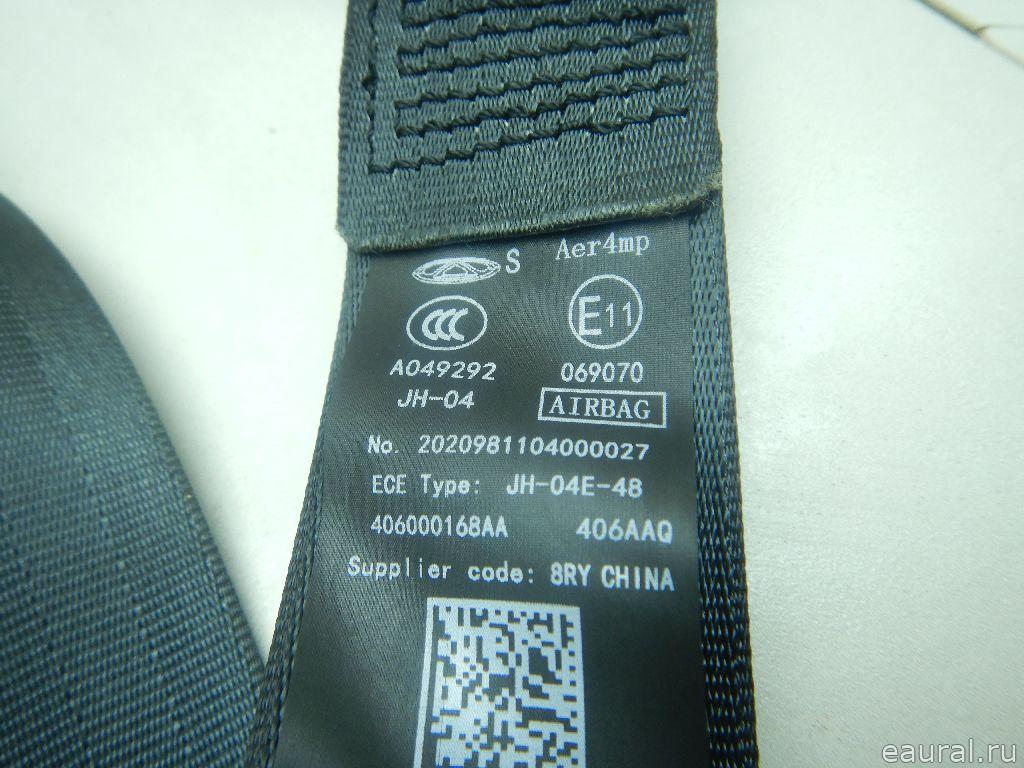 S Aer4mp
CCC E11
A049292 069070
JH-04 AIRBAG
No. 2020981104000027
ECE Type: JH-04E-48
406000168AA 406AAQ
Supplier code: 8RY CHINA
eaural.ru